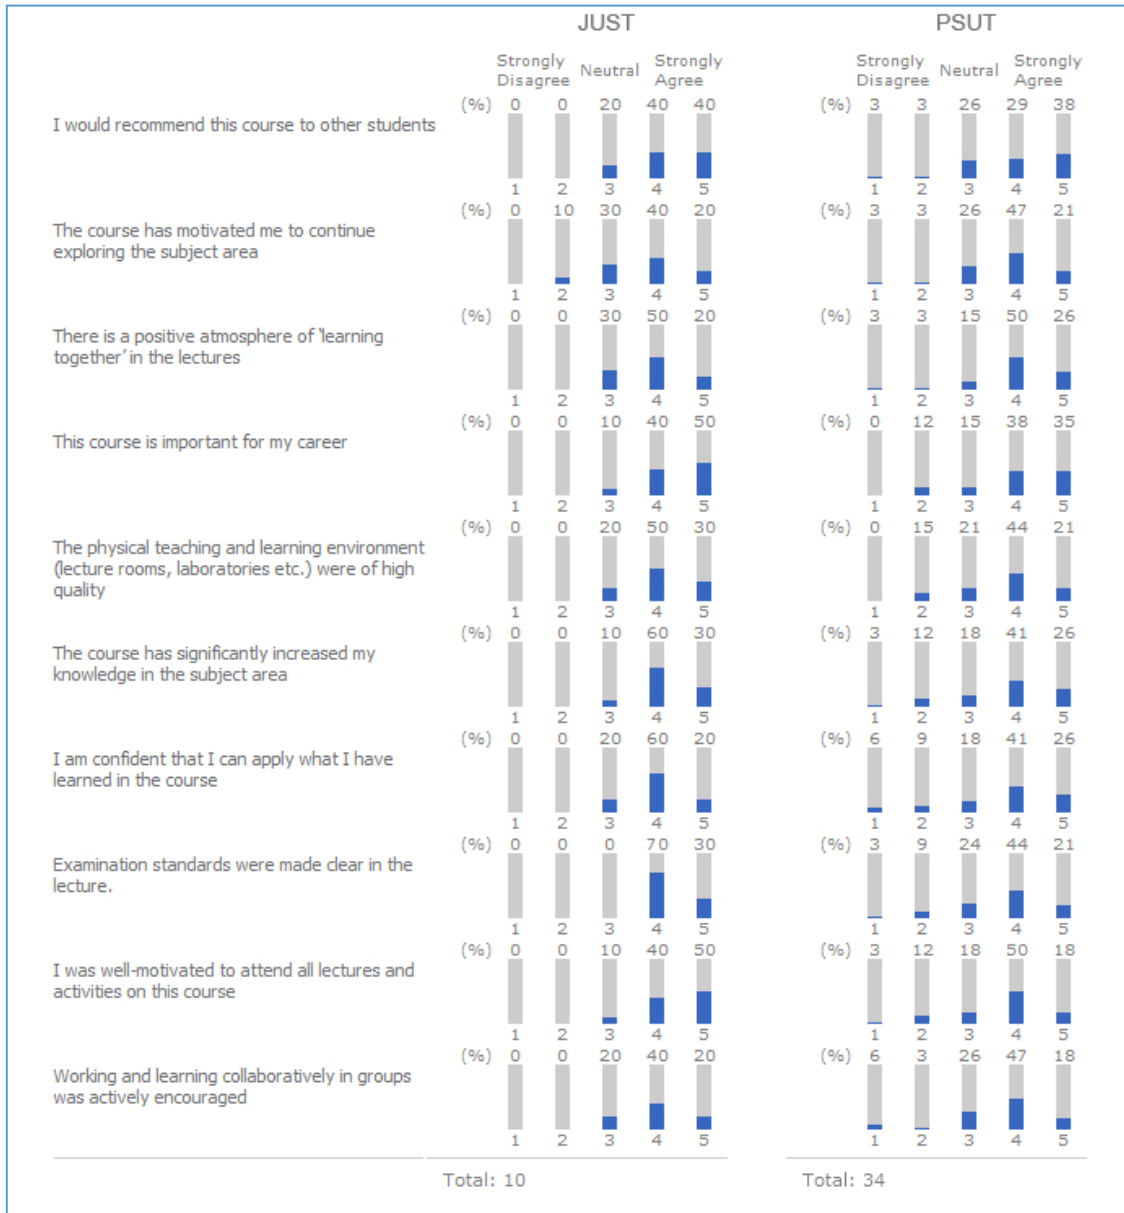 JUST PSUT
Strongly Disagree Neutral Strongly Agree Strongly Disagree Neutral Strongly Agree
(%) 0 0 20 40 40 (%) 3 3 26 29 38
I would recommend this course to other students
1 2 3 4 5 1 2 3 4 5
(%) 0 10 30 40 20 (%) 3 3 26 47 21
The course has motivated me to continue
exploring the subject area
1 2 3 4 5 1 2 3 4 5
(%) 0 0 30 50 20 (%) 3 3 15 50 26
There is a positive atmosphere of ‘learning
together’ in the lectures
1 2 3 4 5 1 2 3 4 5
(%) 0 0 10 40 50 (%) 0 12 15 38 35
This course is important for my career
1 2 3 4 5 1 2 3 4 5
(%) 0 0 20 50 30 (%) 0 15 21 44 21
The physical teaching and learning environment
(lecture rooms, laboratories etc.) were of high
quality
1 2 3 4 5 1 2 3 4 5
(%) 0 0 10 60 30 (%) 3 12 18 41 26
The course has significantly increased my
knowledge in the subject area
1 2 3 4 5 1 2 3 4 5
(%) 0 0 20 60 20 (%) 6 9 18 41 26
I am confident that I can apply what I have
learned in the course
1 2 3 4 5 1 2 3 4 5
(%) 0 0 0 70 30 (%) 3 9 24 44 21
Examination standards were made clear in the
lecture.
1 2 3 4 5 1 2 3 4 5
(%) 0 0 10 40 50 (%) 3 12 18 50 18
I was well-motivated to attend all lectures and
activities on this course
1 2 3 4 5 1 2 3 4 5
(%) 0 0 20 40 20 (%) 6 3 26 47 18
Working and learning collaboratively in groups
was actively encouraged
1 2 3 4 5 1 2 3 4 5
Total: 10 Total: 34